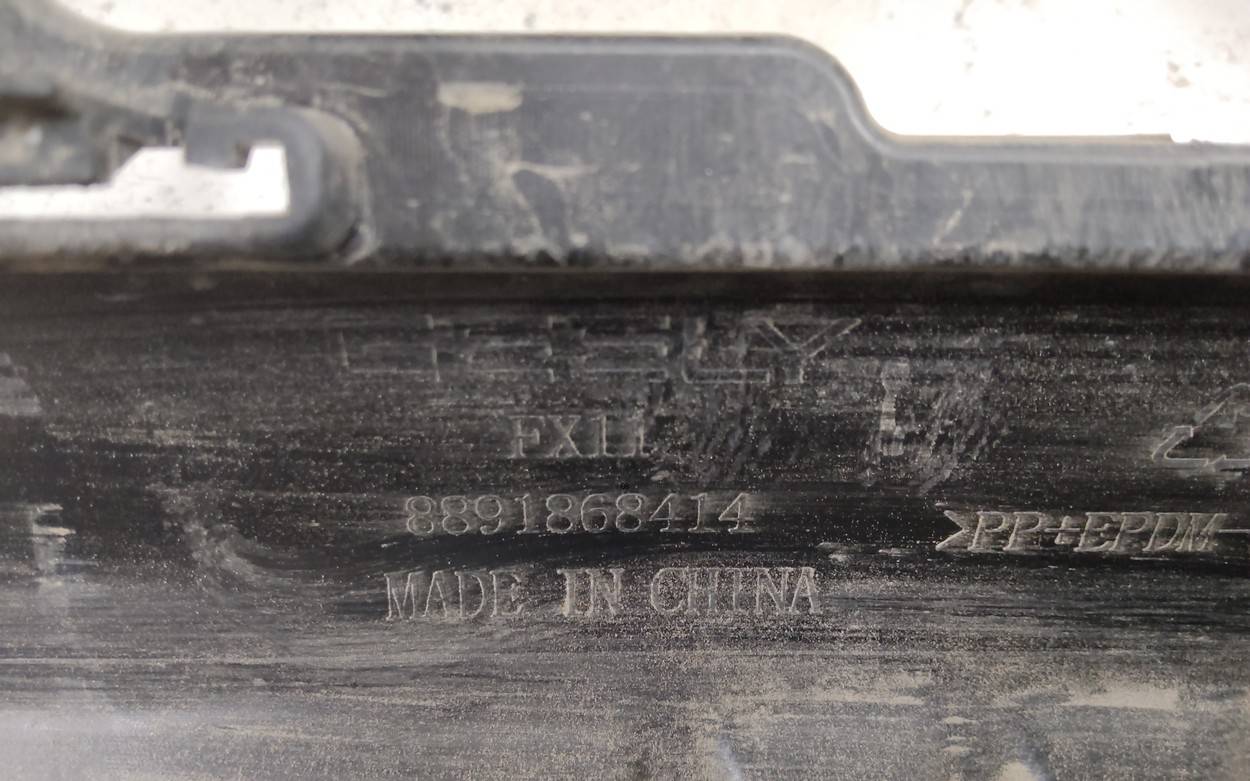 GEELY
FX11
8891868414
>PP+EPDM
MADE IN CHINA